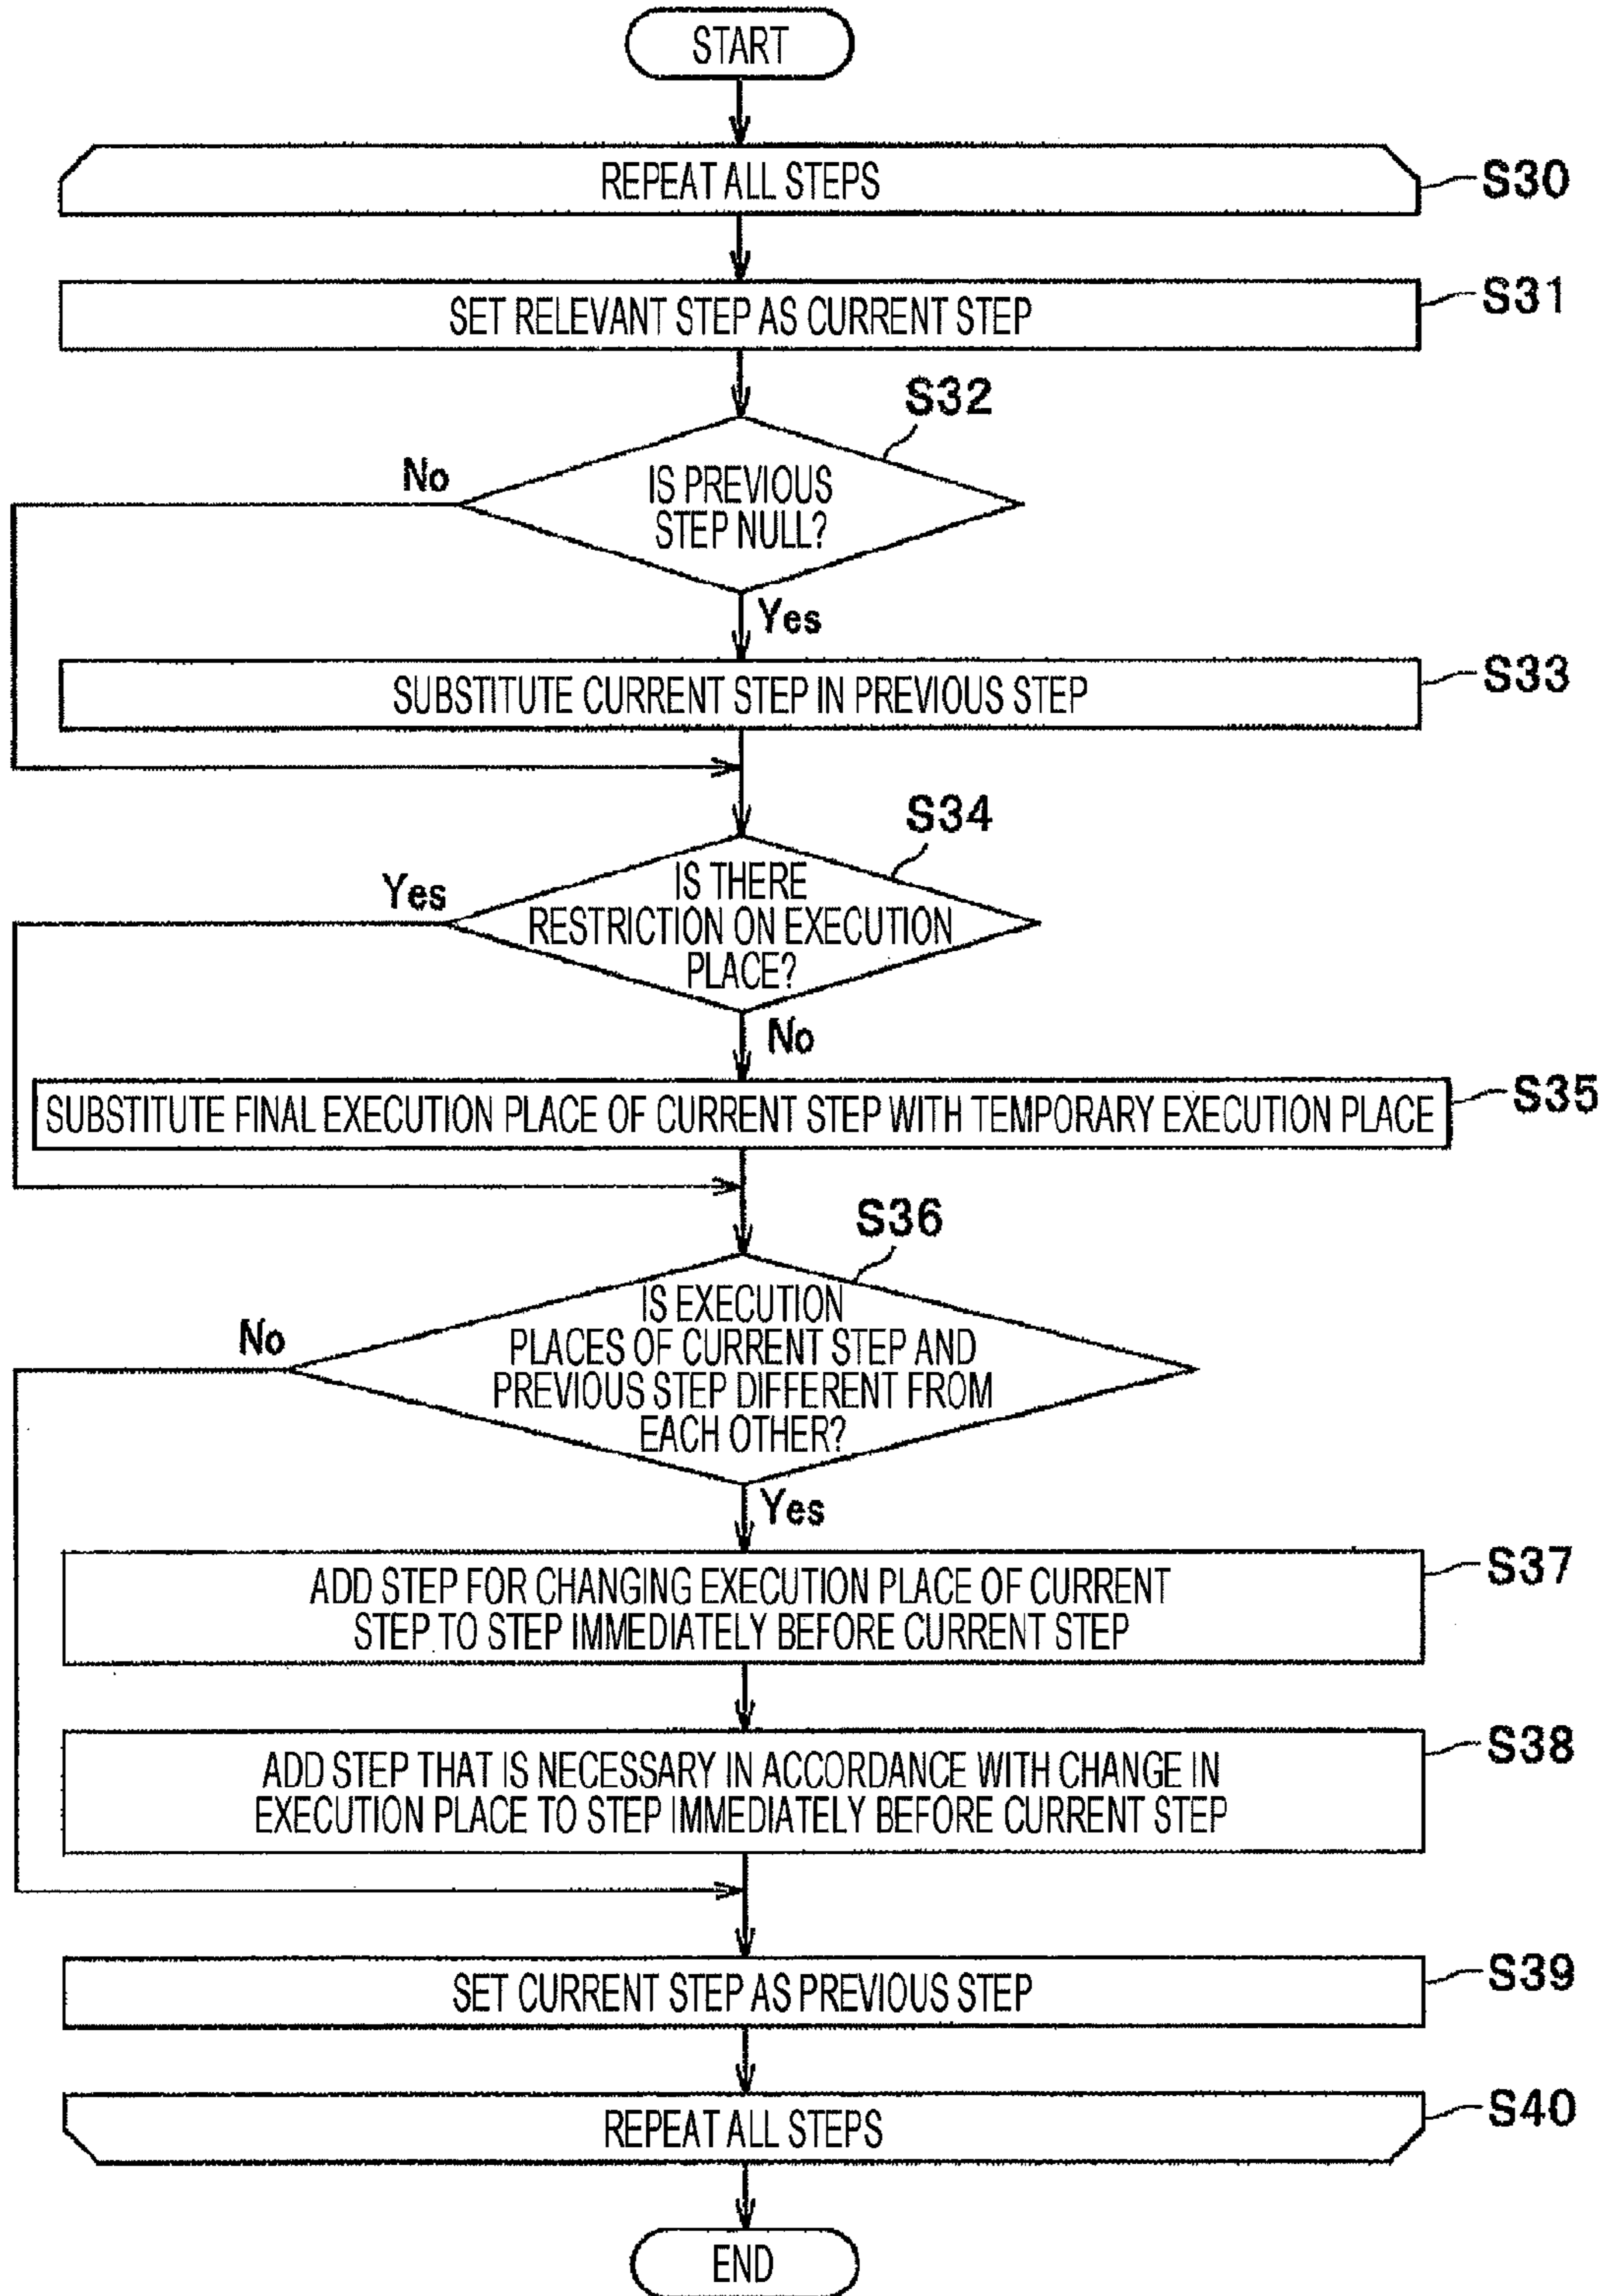 START
REPEAT ALL STEPS
S30
SET RELEVANT STEP AS CURRENT STEP
S31
S32
No
IS PREVIOUS
STEP NULL?
Yes
SUBSTITUTE CURRENT STEP IN PREVIOUS STEP
S33
S34
Yes
IS THERE
RESTRICTION ON EXECUTION
PLACE?
No
SUBSTITUTE FINAL EXECUTION PLACE OF CURRENT STEP WITH TEMPORARY EXECUTION PLACE
S35
S36
No
IS EXECUTION
PLACES OF CURRENT STEP AND
PREVIOUS STEP DIFFERENT FROM
EACH OTHER?
Yes
ADD STEP FOR CHANGING EXECUTION PLACE OF CURRENT
STEP TO STEP IMMEDIATELY BEFORE CURRENT STEP
S37
ADD STEP THAT IS NECESSARY IN ACCORDANCE WITH CHANGE IN
EXECUTION PLACE TO STEP IMMEDIATELY BEFORE CURRENT STEP
S38
SET CURRENT STEP AS PREVIOUS STEP
S39
REPEAT ALL STEPS
S40
END